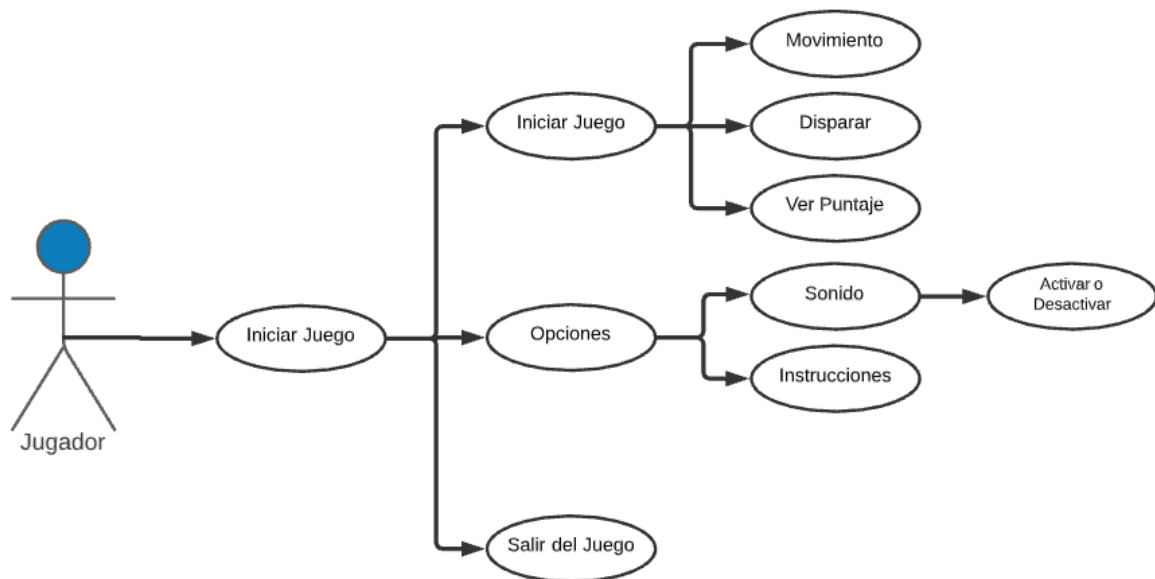 Movimiento
Iniciar Juego
Disparar
Ver Puntaje
Sonido
Activar o
Desactivar
Iniciar Juego
Opciones
Instrucciones
Jugador
Salir del Juego